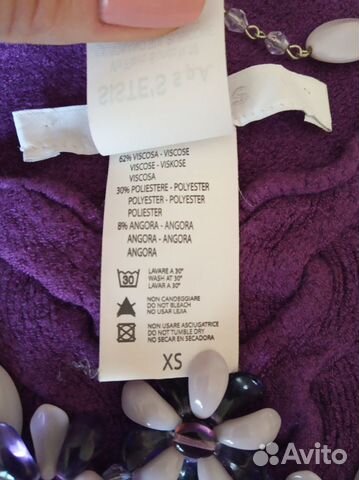 SISTE'S S.p.A.
62% VISCOSA - VISCOSE
VISCOSE - VISKOSE
VISCOSA
30% POLIESTERE - POLYESTER
POLYESTER - POLYESTER
POLIESTER
8% ANGORA - ANGORA
ANGORA - ANGORA
ANGORA
30
LAVARE A 30°
WASH AT 30°
LAVAR A 30°
NON CANDEGGIARE
DO NOT BLEACH
NO USAR LEJIA
NON USARE ASCIUGATRICE
DO NOT TUMBLE DRY
NO SECAR EN SECADORA
XS
Avito